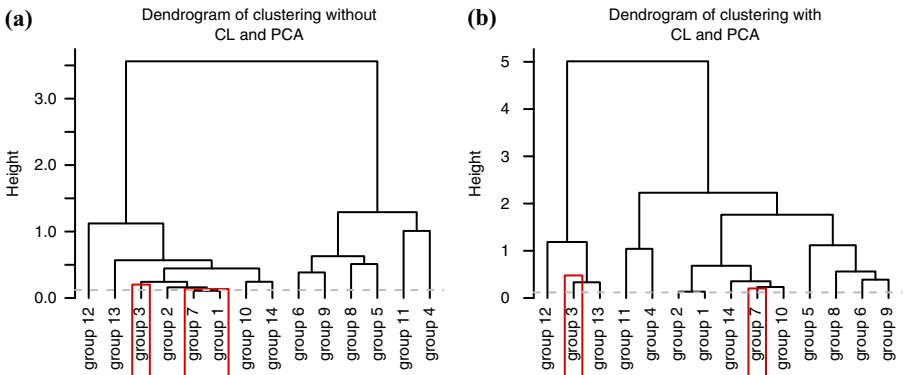 (a)
Dendrogram of clustering without
CL and PCA
Height
3.0
2.0
1.0
0.0
group 12
group 13
group 3
group 2
group 7
group 1
group 10
group 14
group 6
group 9
group 8
group 5
group 11
group 4
(b)
Dendrogram of clustering with
CL and PCA
Height
5
4
3
2
1
0
group 12
group 3
group 13
group 11
group 4
group 2
group 1
group 14
group 7
group 10
group 5
group 8
group 6
group 9